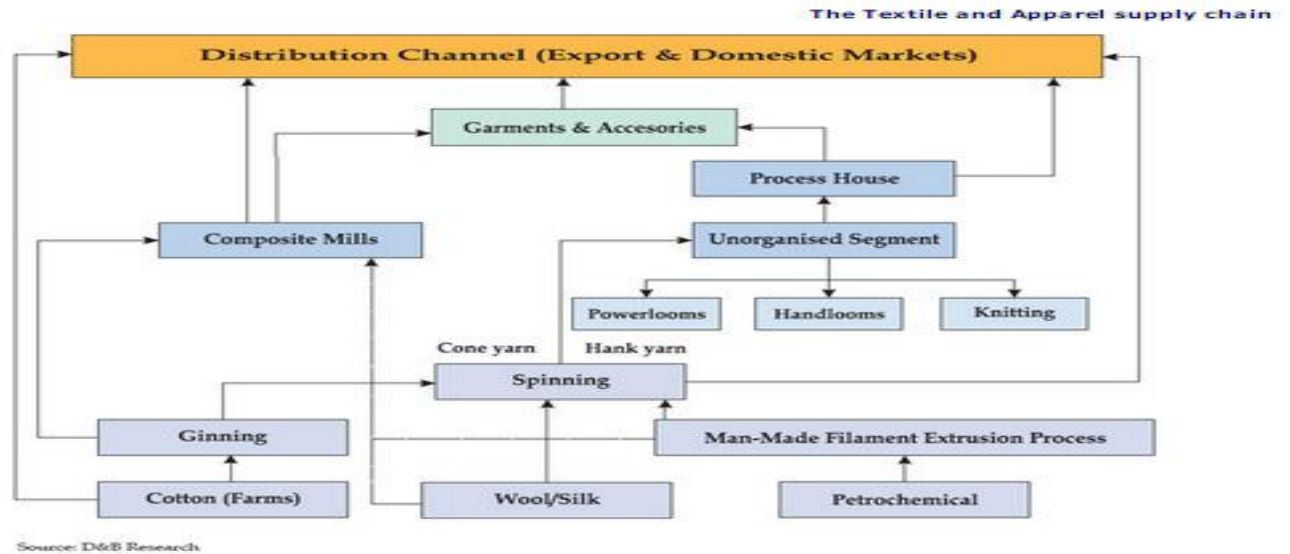 The Textile and Apparel supply chain
Distribution Channel (Export & Domestic Markets)
Garments & Accesories
Process House
Composite Mills
Unorganised Segment
Powerlooms
Handlooms
Knitting
Cone yarn
Hank yarn
Spinning
Ginning
Man-Made Filament Extrusion Process
Cotton (Farms)
Wool/Silk
Petrochemical
Source: D&B Research